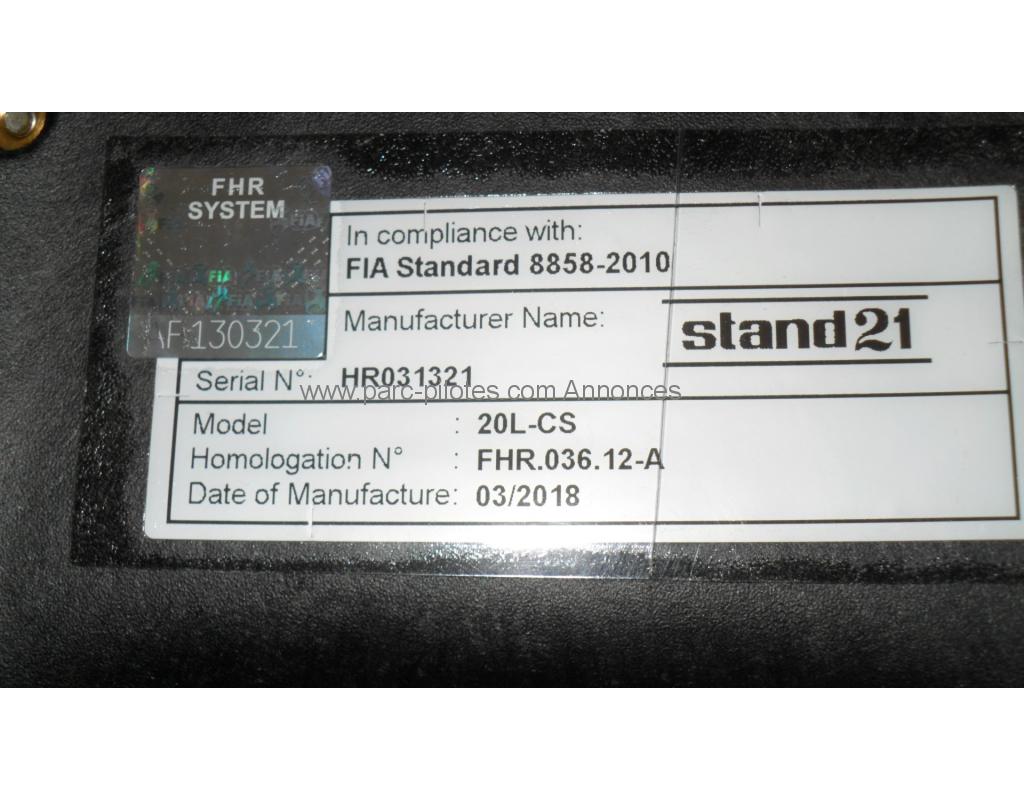 FHR
SYSTEM
FIA
AF 130321
In compliance with:
FIA Standard 8858-2010
Manufacturer Name:
stand21
Serial N°: HR031321
www.parc-pilotes.com Annonces
Model : 20L-CS
Homologation N° : FHR.036.12-A
Date of Manufacture: 03/2018